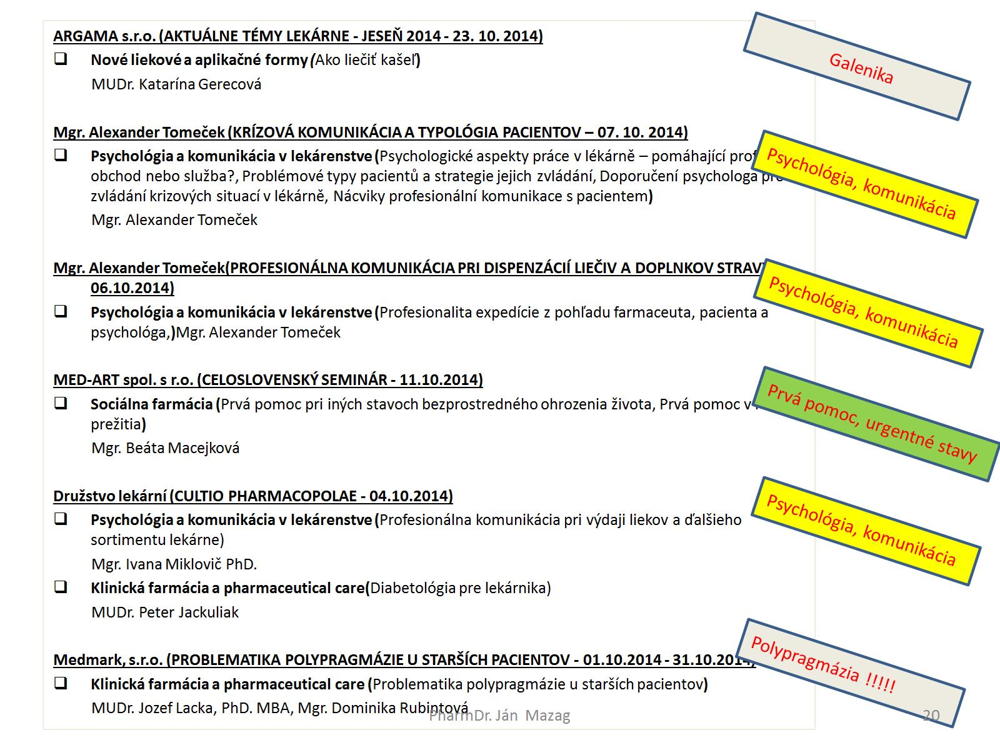 ARGAMA s.r.o. (AKTUÁLNE TÉMY LEKÁRNE - JESEŇ 2014 - 23. 10. 2014)
Nové liekové a aplikačné formy (Ako liečiť kašeľ)
MUDr. Katarína Gerecová
Galenika
Mgr. Alexander Tomeček (KRÍZOVÁ KOMUNIKÁCIA A TYPOLÓGIA PACIENTOV – 07. 10. 2014)
Psychológia a komunikácia v lekárenstve (Psychologické aspekty práce v lékárně – pomáhající
obchod nebo služba?, Problémové typy pacientů a strategie jejich zvládání, Doporučení psychologa pro
zvládání krizových situací v lékárně, Nácviky profesionální komunikace s pacientem)
Mgr. Alexander Tomeček
Psychológia, komunikácia
Mgr. Alexander Tomeček(PROFESIONÁLNA KOMUNIKÁCIA PRI DISPENZÁCIÍ LIEČIV A DOPLNKOV STRAVY
06.10.2014)
Psychológia a komunikácia v lekárenstve (Profesionalita expedície z pohľadu farmaceuta, pacienta a
psychológa,)Mgr. Alexander Tomeček
Psychológia, komunikácia
MED-ART spol. s r.o. (CELOSLOVENSKÝ SEMINÁR - 11.10.2014)
Sociálna farmácia (Prvá pomoc pri iných stavoch bezprostredného ohrozenia života, Prvá pomoc v
prežitia)
Mgr. Beáta Macejková
Prvá pomoc, urgentné stavy
Družstvo lekární (CULTIO PHARMACOPOLAE - 04.10.2014)
Psychológia a komunikácia v lekárenstve (Profesionálna komunikácia pri výdaji liekov a ďalšieho
sortimentu lekárne)
Mgr. Ivana Miklovič PhD.
Psychológia, komunikácia
Klinická farmácia a pharmaceutical care(Diabetológia pre lekárnika)
MUDr. Peter Jackuliak
Medmark, s.r.o. (PROBLEMATIKA POLYPRAGMÁZIE U STARŠÍCH PACIENTOV - 01.10.2014 - 31.10.2014)
Klinická farmácia a pharmaceutical care (Problematika polypragmázie u starších pacientov)
MUDr. Jozef Lacka, PhD. MBA, Mgr. Dominika Rubintová
Polypragmázia !!!!!
PharmDr. Ján Mazag
20